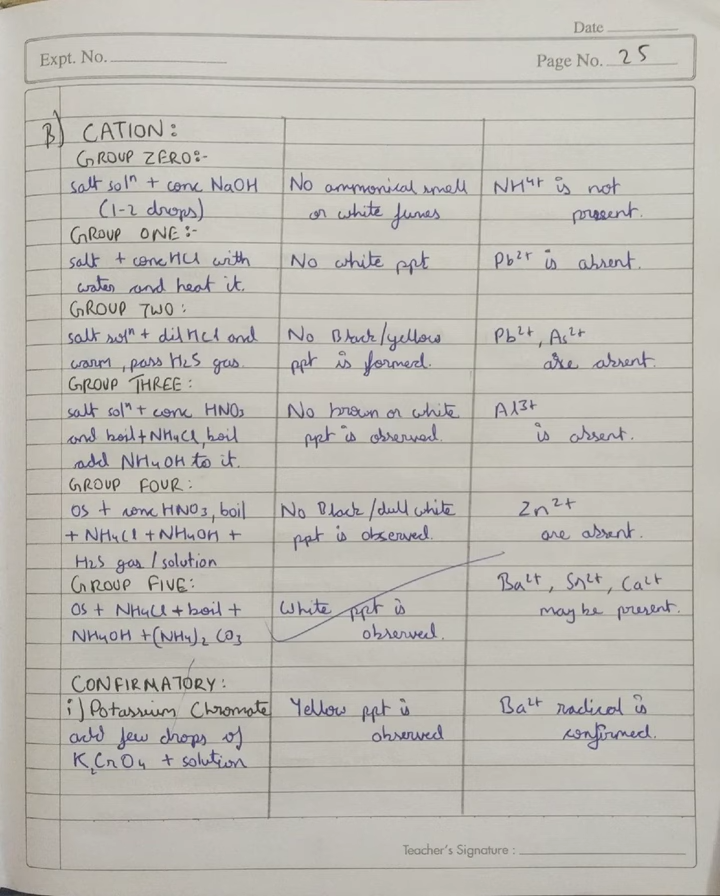 Date
Expt. No.
Page No. 25
B) CATION:
GROUP ZERO:-
salt solⁿ + conc NaOH No ammonical smell NH⁴⁺ is not
(1-2 drops) or white fumes present.
GROUP ONE:-
salt + conc HCl with No white ppt Pb²⁺ is absent.
water and heat it.
GROUP TWO:
salt solⁿ + dil HCl and No Black/yellow Pb²⁺, As²⁺
warm, pass H₂S gas. ppt is formed. are absent.
GROUP THREE:
salt solⁿ + conc HNO₃ No brown or white Al³⁺
and boil + NH₄Cl, boil ppt is observed. is absent.
add NH₄OH to it.
GROUP FOUR:
OS + conc HNO₃, boil No Black/dull white Zn²⁺
+ NH₄Cl + NH₄OH + ppt is observed. are absent.
H₂S gas / solution
GROUP FIVE: Ba²⁺, Sr²⁺, Ca²⁺
OS + NH₄Cl + boil + White ppt is may be present.
NH₄OH + (NH₄)₂ CO₃ observed.
CONFIRMATORY:
i) Potassium Chromate Yellow ppt is Ba²⁺ radical is
add few drops of observed confirmed.
K₂CrO₄ + solution
Teacher's Signature :